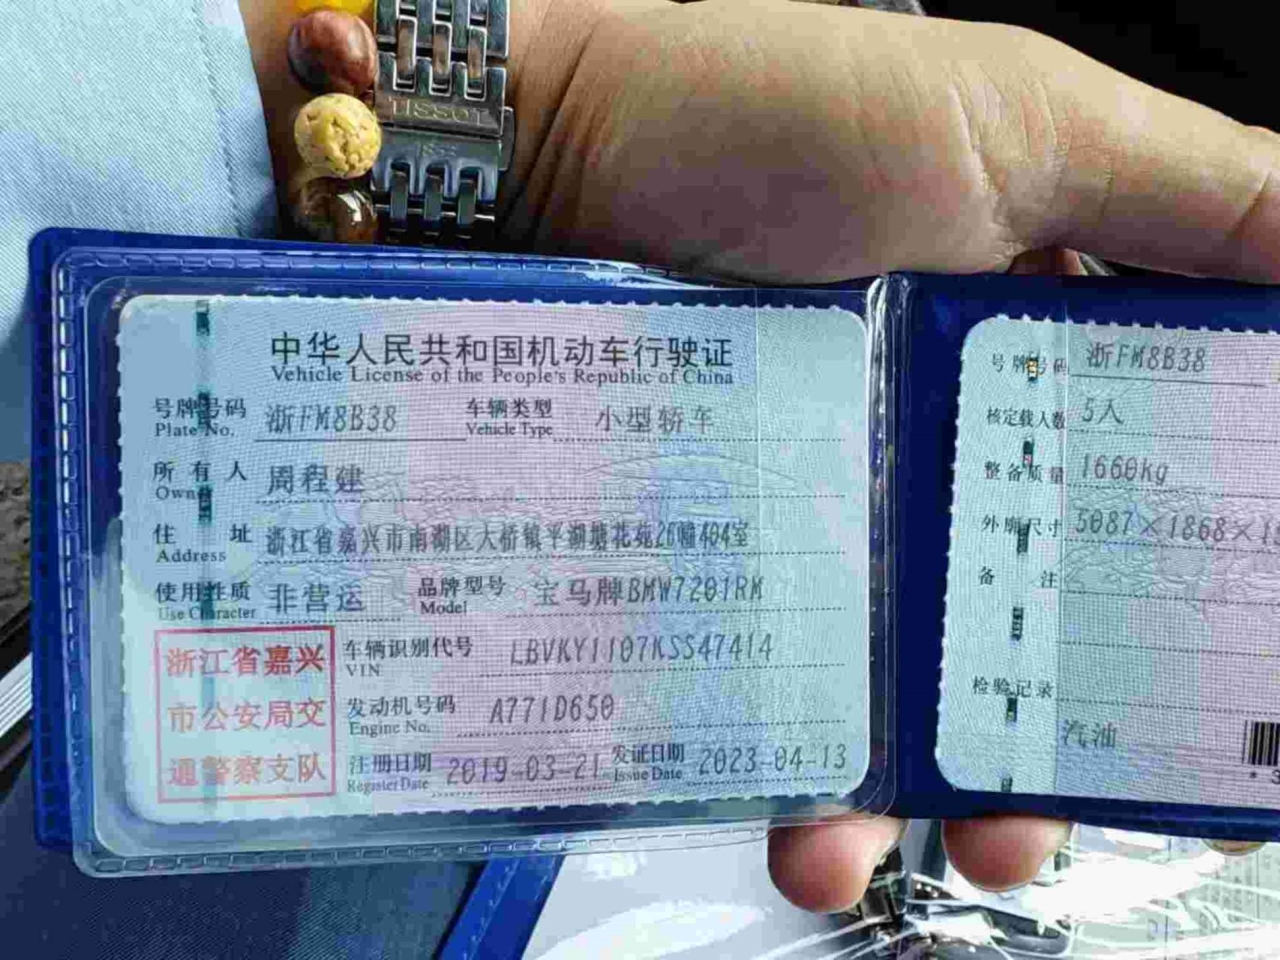 TISSOT
中华人民共和国机动车行驶证
Vehicle License of the People's Republic of China
号牌号码 浙FM8B38 车辆类型 小型轿车
Plate No. Vehicle Type
所有人 周程建
Owner
住址 浙江省嘉兴市南湖区大桥镇平湖塘花苑26幢404室
Address
使用性质 非营运 品牌型号 宝马牌BMW7201RM
Use Character Model
浙江省嘉兴
市公安局交
通警察支队
车辆识别代号 LBVKY1107KSS47414
VIN
发动机号码 A771D650
Engine No.
注册日期 2019-03-21 发证日期 2023-04-13
Register Date Issue Date
号牌号码 浙FM8B38
核定载人数 5人
整备质量 1660kg
外廓尺寸 5087×1868×1
备注
检验记录
汽油